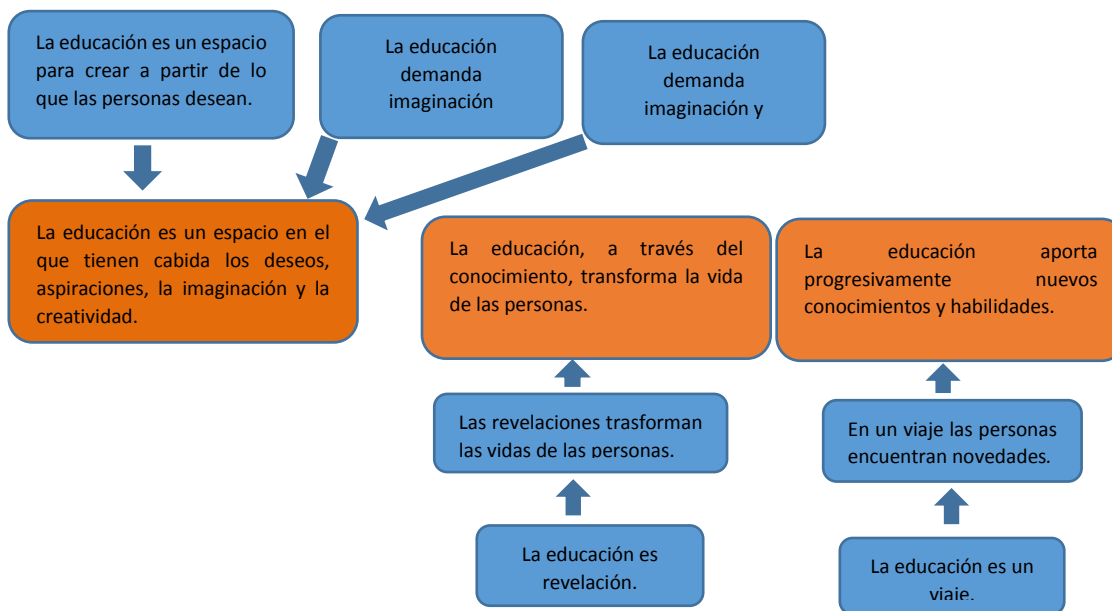 La educación es un espacio
para crear a partir de lo
que las personas desean.
La educación
demanda
imaginación
La educación
demanda
imaginación y
La educación es un espacio en el
que tienen cabida los deseos,
aspiraciones, la imaginación y la
creatividad.
La educación, a través del
conocimiento, transforma la vida
de las personas.
La educación aporta
progresivamente nuevos
conocimientos y habilidades.
Las revelaciones trasforman
las vidas de las personas.
En un viaje las personas
encuentran novedades.
La educación es
revelación.
La educación es un
viaje.